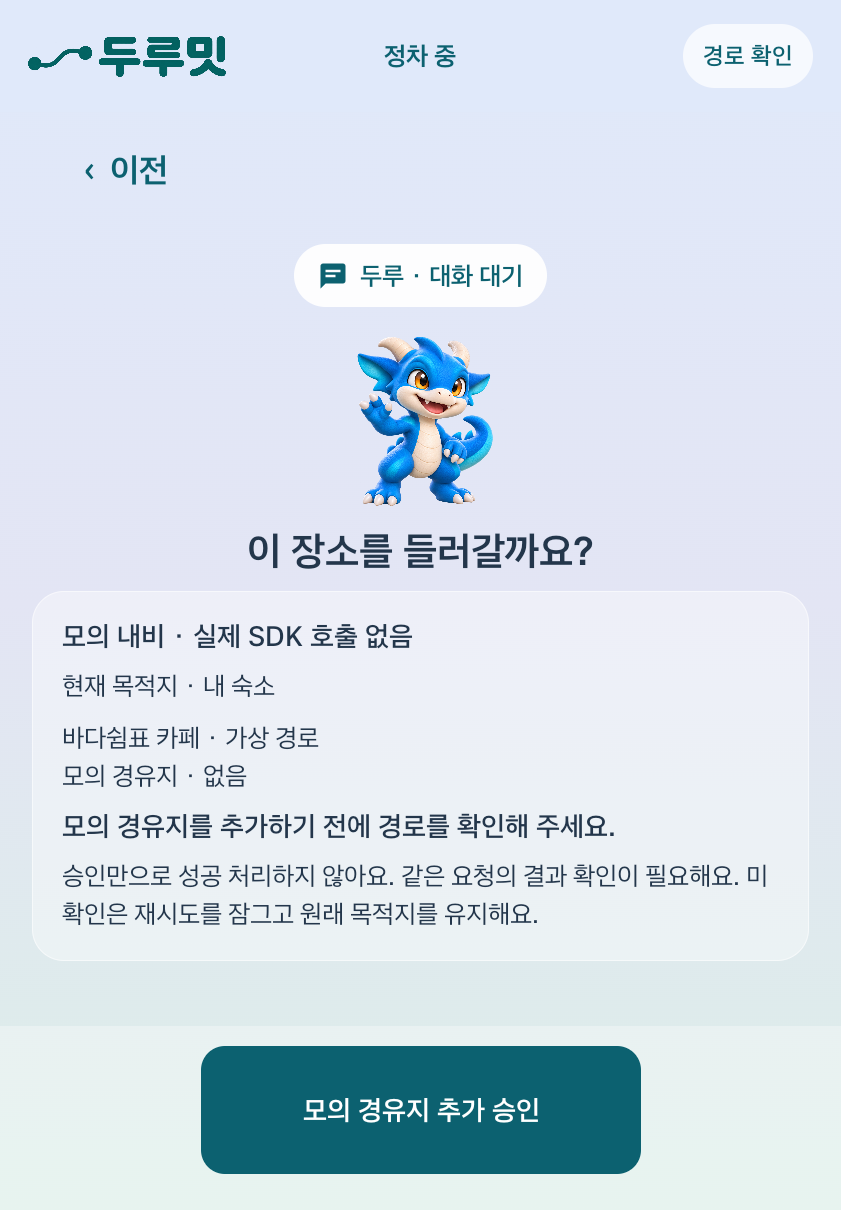 두루밋
정차 중
경로 확인
‹ 이전
두루 · 대화 대기
이 장소를 들러갈까요?
모의 내비 · 실제 SDK 호출 없음
현재 목적지 · 내 숙소
바다쉼표 카페 · 가상 경로
모의 경유지 · 없음
모의 경유지를 추가하기 전에 경로를 확인해 주세요.
승인만으로 성공 처리하지 않아요. 같은 요청의 결과 확인이 필요해요. 미
확인은 재시도를 잠그고 원래 목적지를 유지해요.
모의 경유지 추가 승인